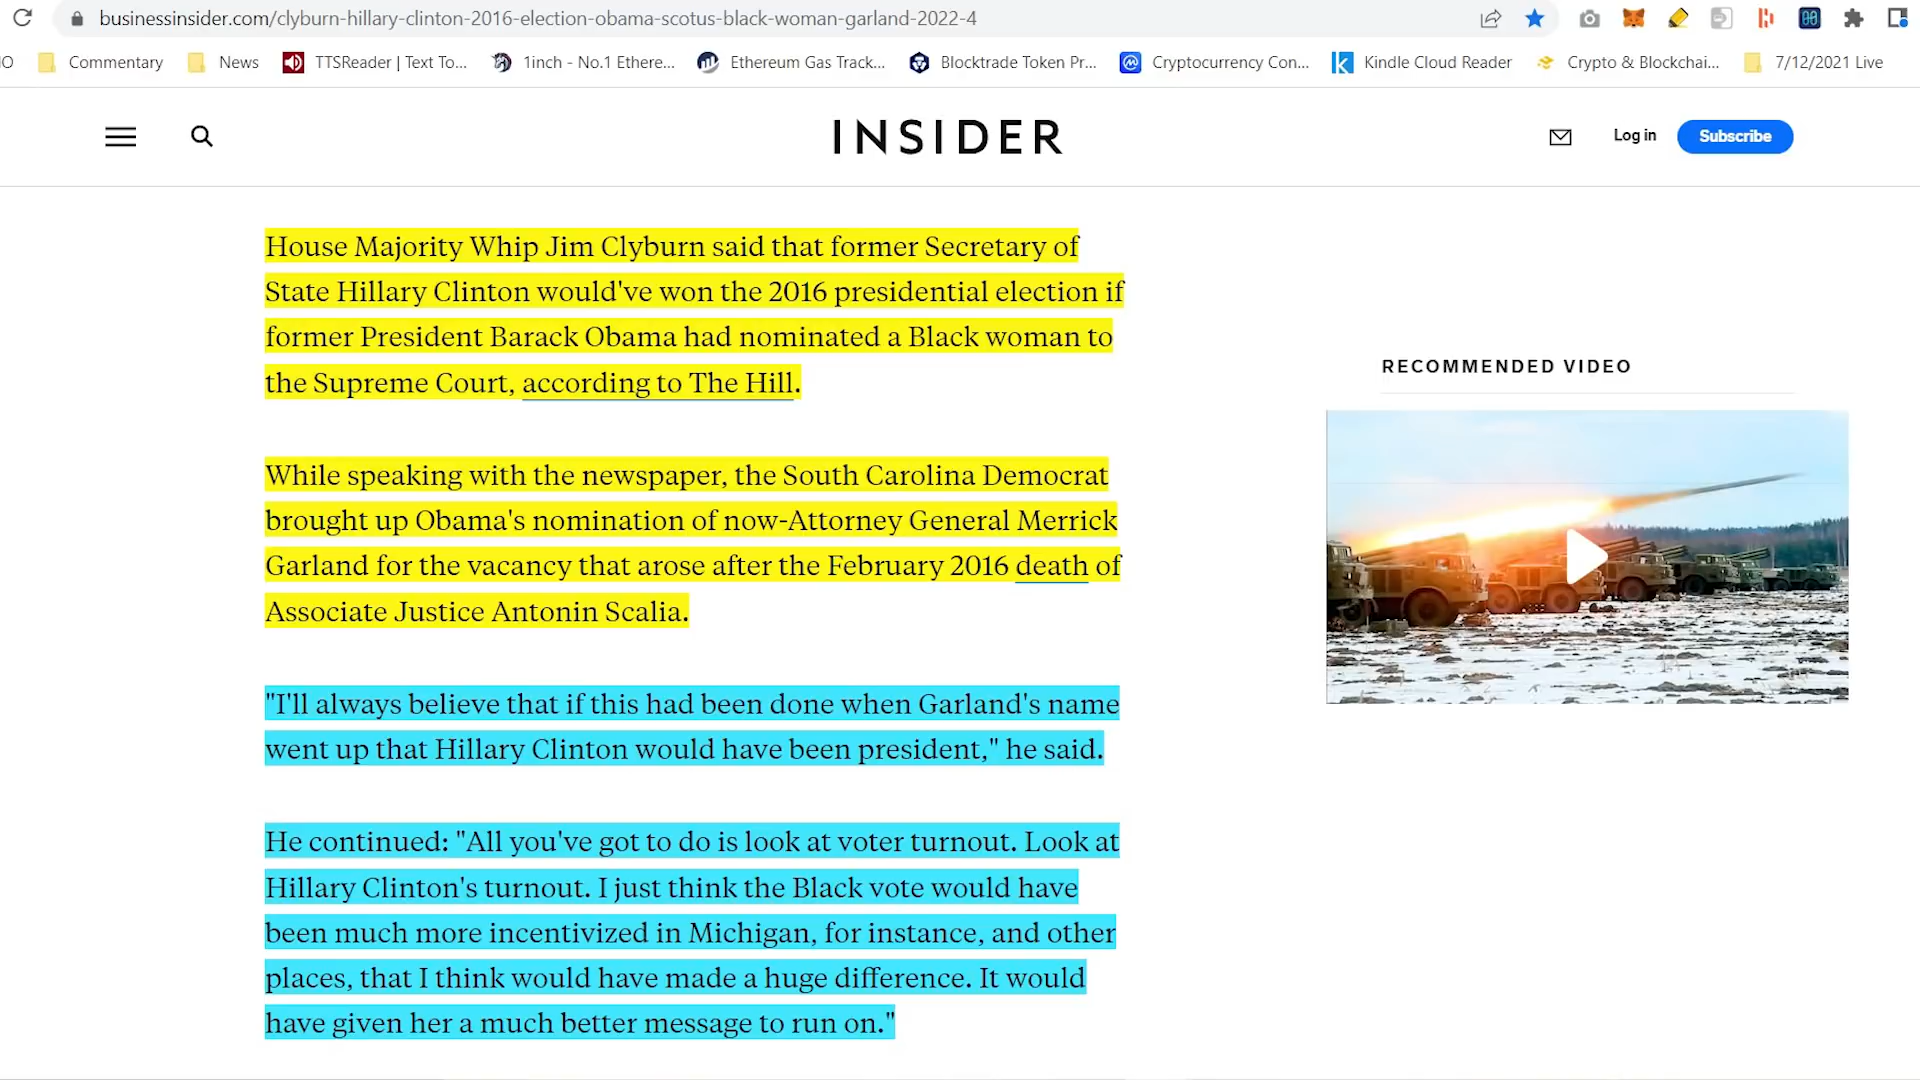 businessinsider.com/clyburn-hillary-clinton-2016-election-obama-scotus-black-woman-garland-2022-4
Commentary
News
TTSReader | Text To...
1inch - No.1 Ethere...
Ethereum Gas Track...
Blocktrade Token Pr...
Cryptocurrency Con...
Kindle Cloud Reader
Crypto & Blockchai...
7/12/2021 Live
INSIDER
Log in
Subscribe
House Majority Whip Jim Clyburn said that former Secretary of
State Hillary Clinton would've won the 2016 presidential election if
former President Barack Obama had nominated a Black woman to
the Supreme Court, according to The Hill.
While speaking with the newspaper, the South Carolina Democrat
brought up Obama's nomination of now-Attorney General Merrick
Garland for the vacancy that arose after the February 2016 death of
Associate Justice Antonin Scalia.
"I'll always believe that if this had been done when Garland's name
went up that Hillary Clinton would have been president," he said.
He continued: "All you've got to do is look at voter turnout. Look at
Hillary Clinton's turnout. I just think the Black vote would have
been much more incentivized in Michigan, for instance, and other
places, that I think would have made a huge difference. It would
have given her a much better message to run on."
RECOMMENDED VIDEO